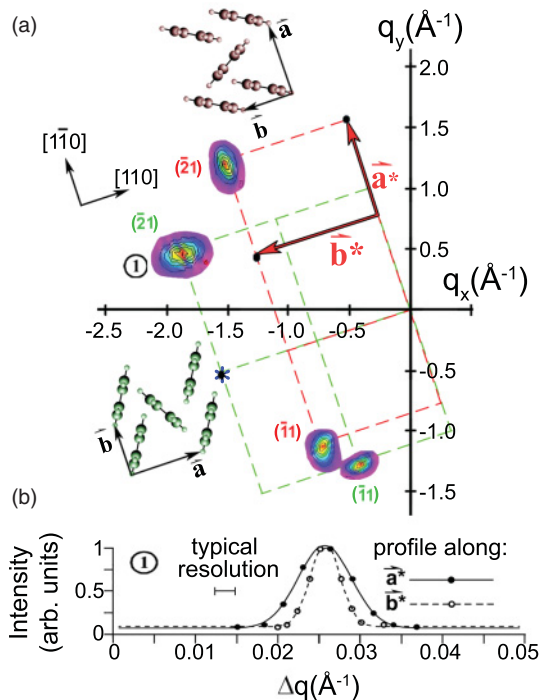 (a)
a⃗
b⃗
q_y(Å⁻¹)
2.0
1.5
1.0
0.5
[11̅0]
[110]
(2̅1)
(2̅1)
1
a⃗*
b⃗*
q_x(Å⁻¹)
-2.5 -2.0 -1.5 -1.0 -0.5
-0.5
-1.0
-1.5
b⃗
a⃗
(1̅1)
(1̅1)
(b)
Intensity
(arb. units)
1
0.5
0
1
typical
resolution
profile along:
a⃗*
b⃗*
0 0.01 0.02 0.03 0.04 0.05
Δq(Å⁻¹)